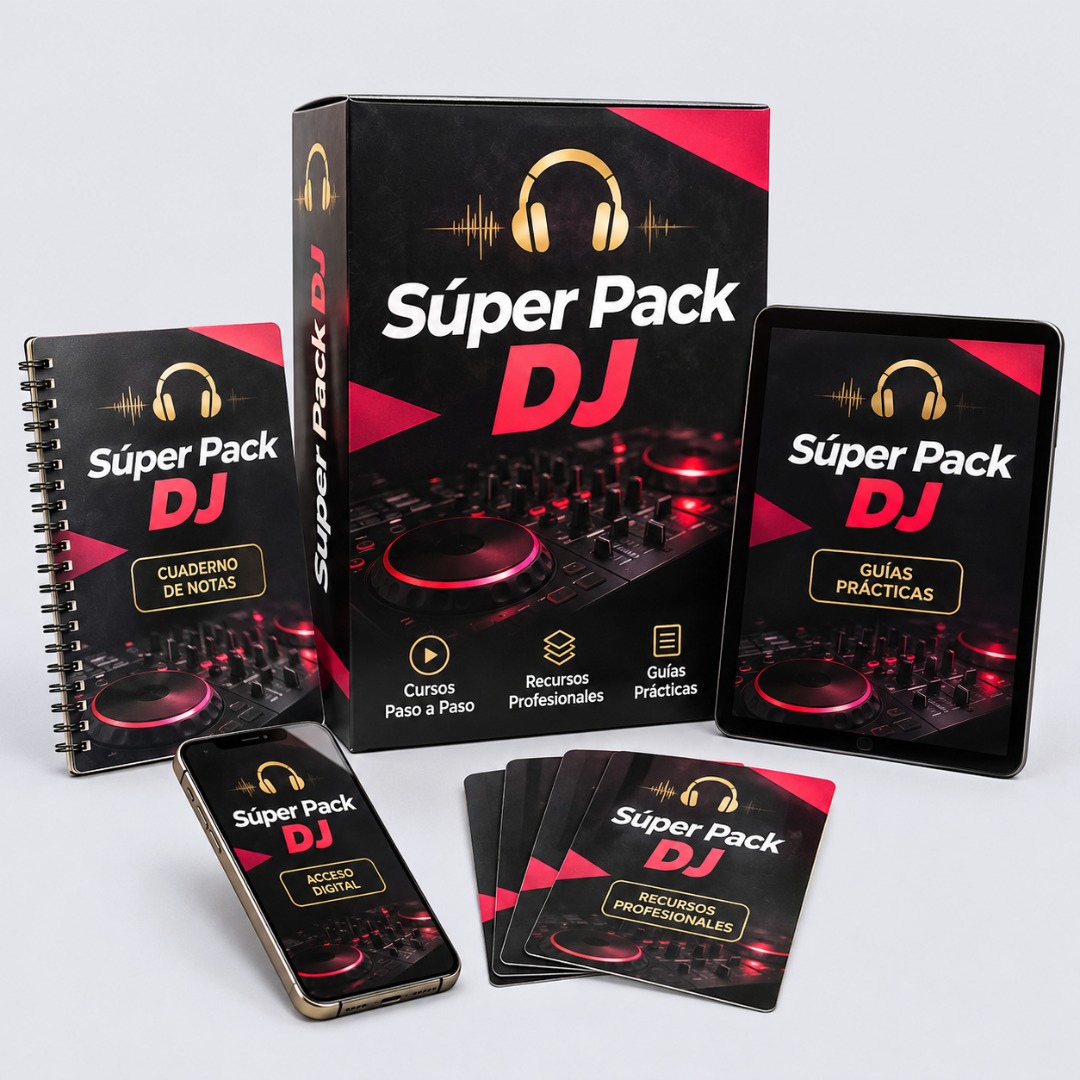 Súper Pack
DJ
Súper Pack DJ
Cursos
Paso a Paso
Recursos
Profesionales
Guías
Prácticas
Súper Pack
DJ
CUADERNO
DE NOTAS
Súper Pack
DJ
GUÍAS
PRÁCTICAS
Súper Pack
DJ
ACCESO
DIGITAL
Súper Pack
DJ
RECURSOS
PROFESIONALES